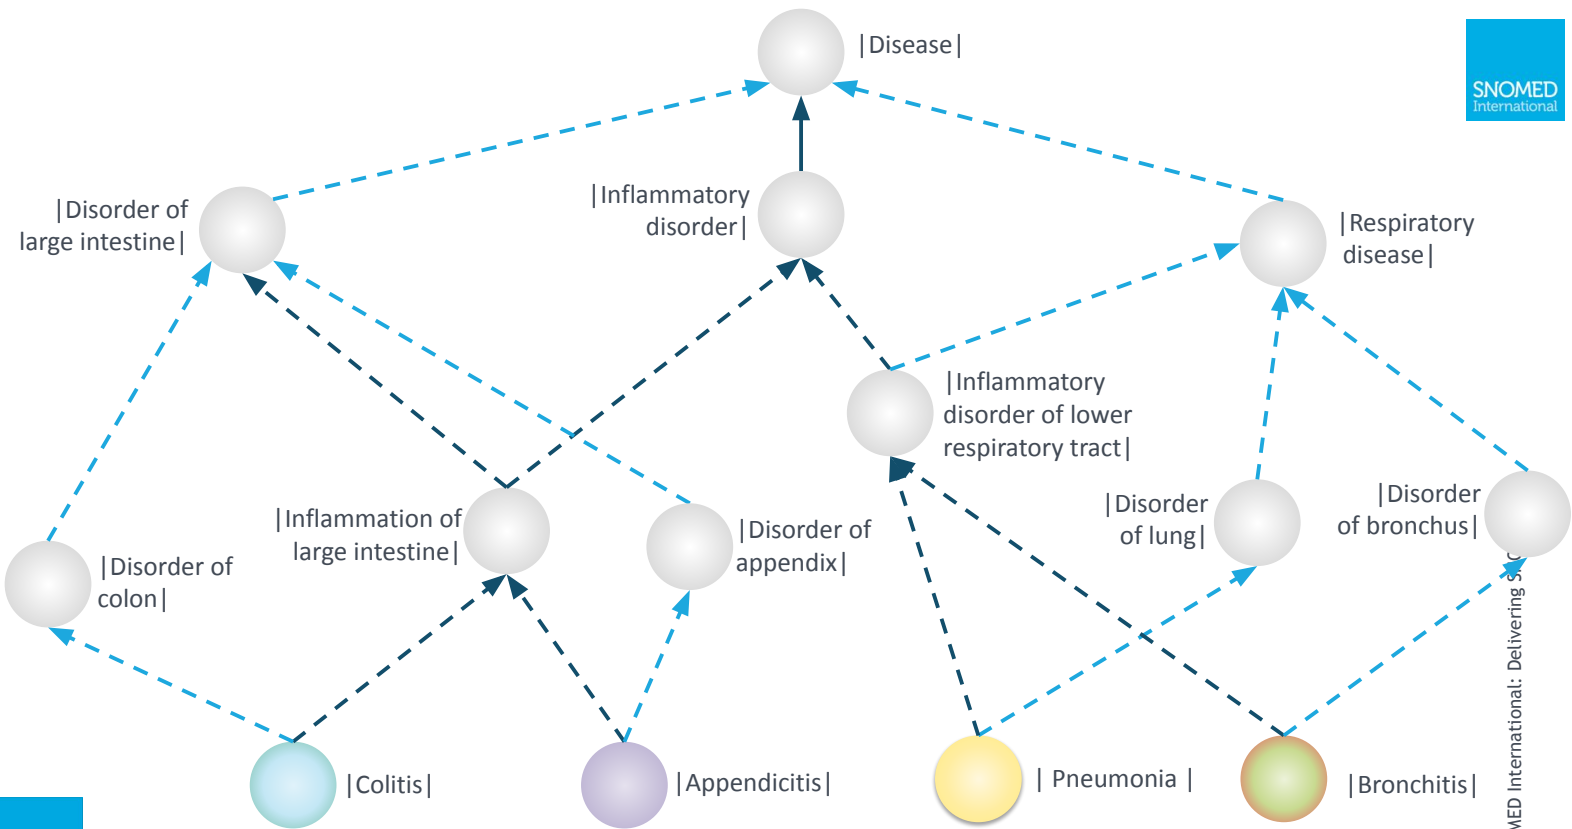 |Disease|
SNOMED
International
|Disorder of
large intestine|
|Inflammatory
disorder|
|Respiratory
disease|
|Inflammatory
disorder of lower
respiratory tract|
|Inflammation of
large intestine|
|Disorder of
appendix|
|Disorder
of lung|
|Disorder
of bronchus|
|Disorder of
colon|
|Colitis|
|Appendicitis|
| Pneumonia |
|Bronchitis|
International: Delivering